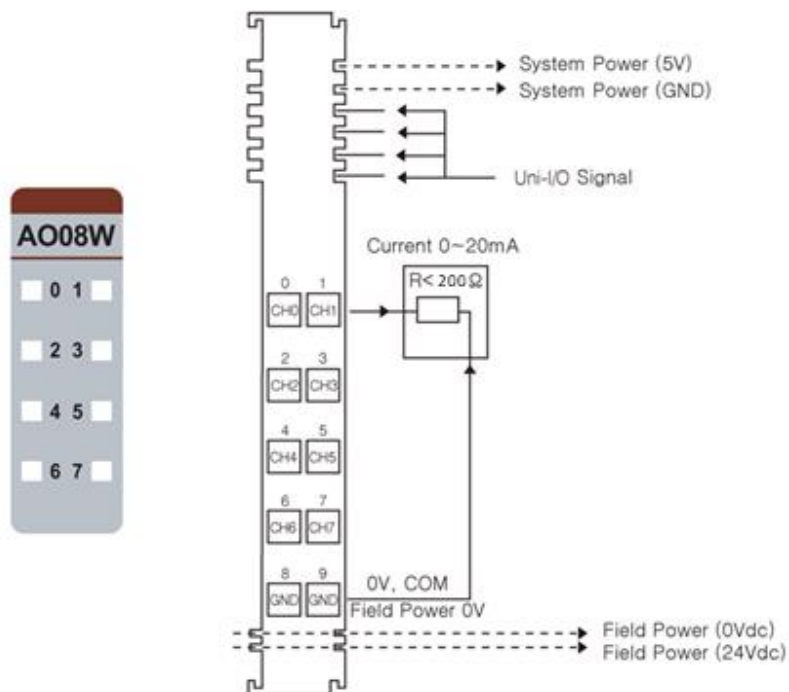 AO08W
0 1
2 3
4 5
6 7
System Power (5V)
System Power (GND)
Uni-I/O Signal
Current 0~20mA
R< 200Ω
0 1
CH0 CH1
2 3
CH2 CH3
4 5
CH4 CH5
6 7
CH6 CH7
8 9
GND GND
0V, COM
Field Power 0V
Field Power (0Vdc)
Field Power (24Vdc)